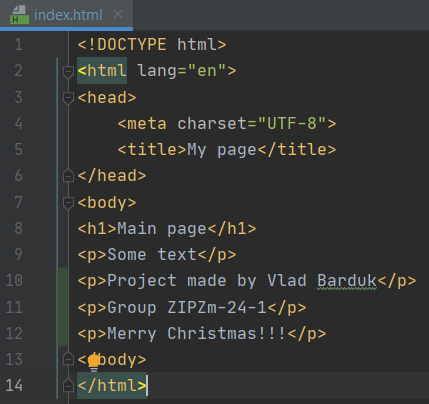 index.html
1 <!DOCTYPE html>
2 <html lang="en">
3 <head>
4     <meta charset="UTF-8">
5     <title>My page</title>
6 </head>
7 <body>
8 <h1>Main page</h1>
9 <p>Some text</p>
10 <p>Project made by Vlad Barduk</p>
11 <p>Group ZIPZm-24-1</p>
12 <p>Merry Christmas!!!</p>
13 < body>
14 </html>